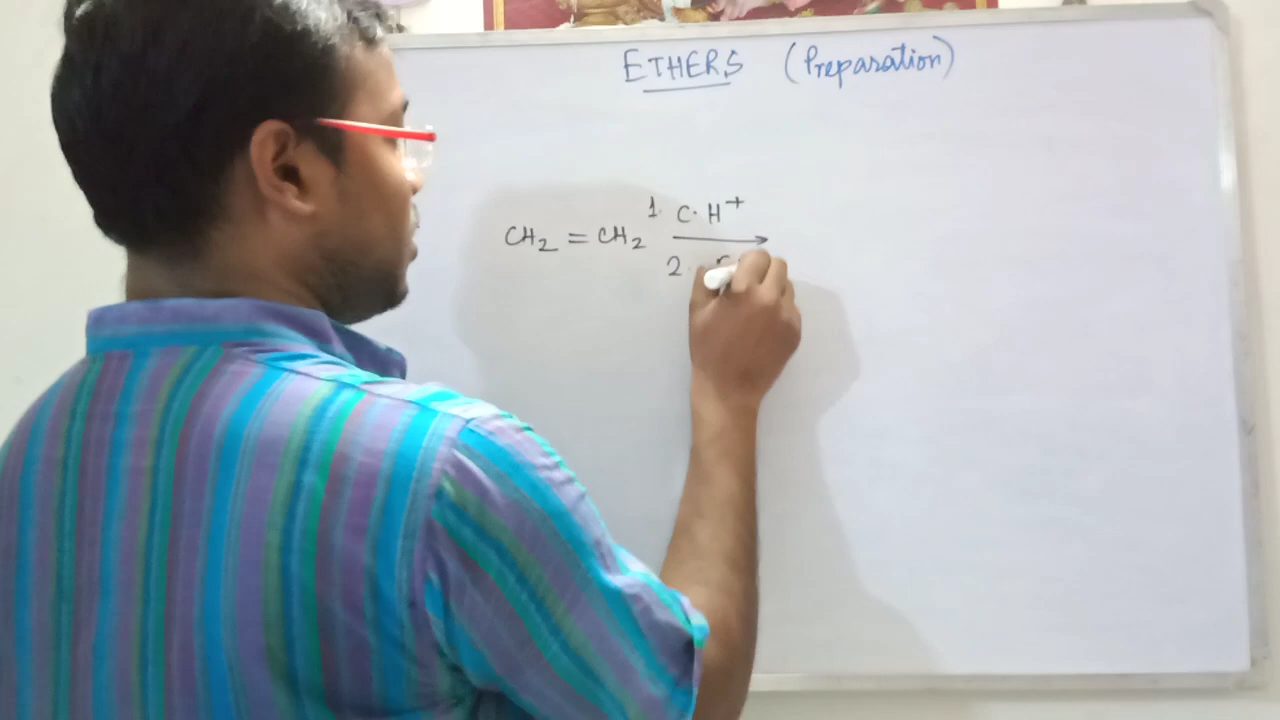 ETHERS (Preparation)
1. C.H+
CH2 = CH2
2.